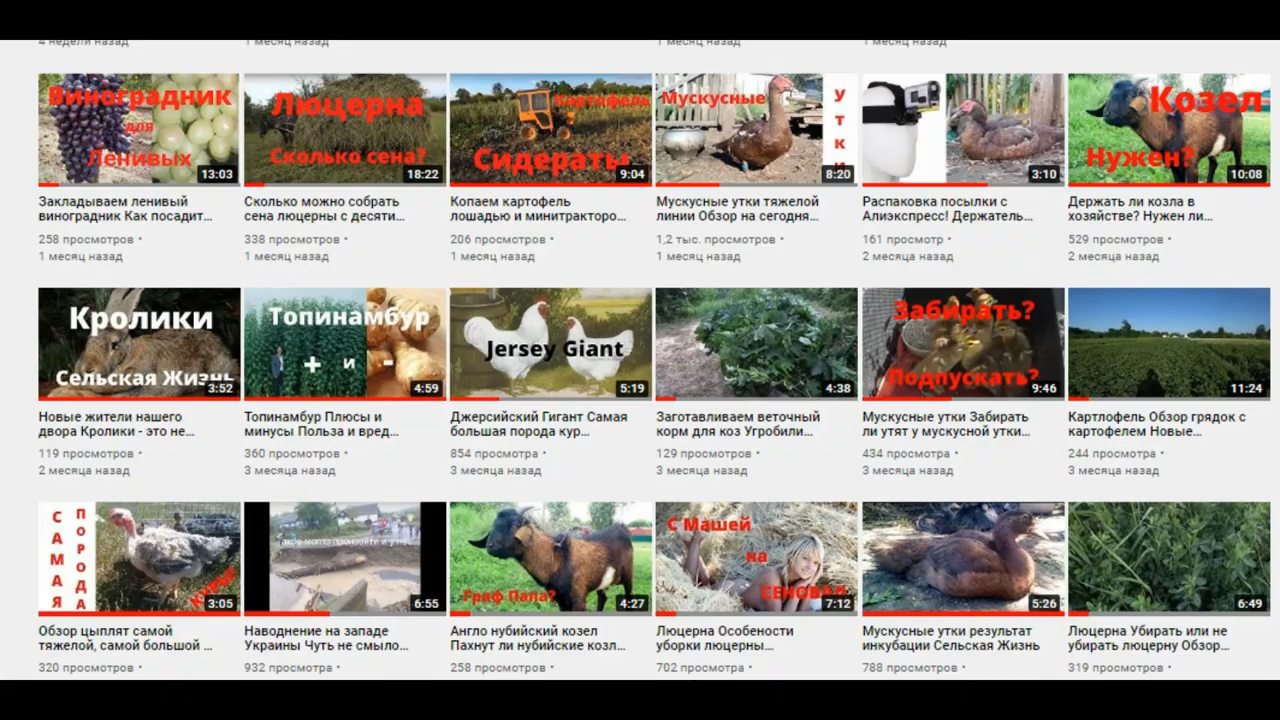 4 недели назад
1 месяц назад
1 месяц назад
1 месяц назад
Виноградник
для
Ленивых
13:03
Люцерна
Сколько сена?
18:22
Картофель
Сидераты
9:04
Мускусные
Утки
8:20
3:10
Козел
Нужен?
10:08
Закладываем ленивый
виноградник Как посадит...
258 просмотров •
1 месяц назад
Сколько можно собрать
сена люцерны с десяти...
338 просмотров •
1 месяц назад
Копаем картофель
лошадью и минитракторо...
206 просмотров •
1 месяц назад
Мускусные утки тяжелой
линии Обзор на сегодня...
1,2 тыс. просмотров •
1 месяц назад
Распаковка посылки с
Алиэкспресс! Держатель...
161 просмотр •
2 месяца назад
Держать ли козла в
хозяйстве? Нужен ли...
529 просмотров •
2 месяца назад
Кролики
Сельская Жизнь
3:52
Топинамбур
+ и -
4:59
Jersey Giant
5:19
4:38
Забирать?
Подпускать?
9:46
11:24
Новые жители нашего
двора Кролики - это не...
119 просмотров •
2 месяца назад
Топинамбур Плюсы и
минусы Польза и вред...
360 просмотров •
3 месяца назад
Джерсийский Гигант Самая
большая порода кур...
854 просмотра •
3 месяца назад
Заготавливаем веточный
корм для коз Угробили...
129 просмотров •
3 месяца назад
Мускусные утки Забирать
ли утят у мускусной утки...
434 просмотра •
3 месяца назад
Картлофель Обзор грядок с
картофелем Новые...
244 просмотра •
3 месяца назад
САМАЯ
ПОРОДА
3:05
6:55
Граф Папа?
4:27
С Машей
на
СЕНОВАЛ
7:12
5:26
6:49
Обзор цыплят самой
тяжелой, самой большой ...
320 просмотров •
Наводнение на западе
Украины Чуть не смыло...
932 просмотра •
Англо нубийский козел
Пахнут ли нубийские козл...
258 просмотров •
Люцерна Особености
уборки люцерны...
702 просмотра •
Мускусные утки результат
инкубации Сельская Жизнь
788 просмотров •
Люцерна Убирать или не
убирать люцерну Обзор...
319 просмотров •